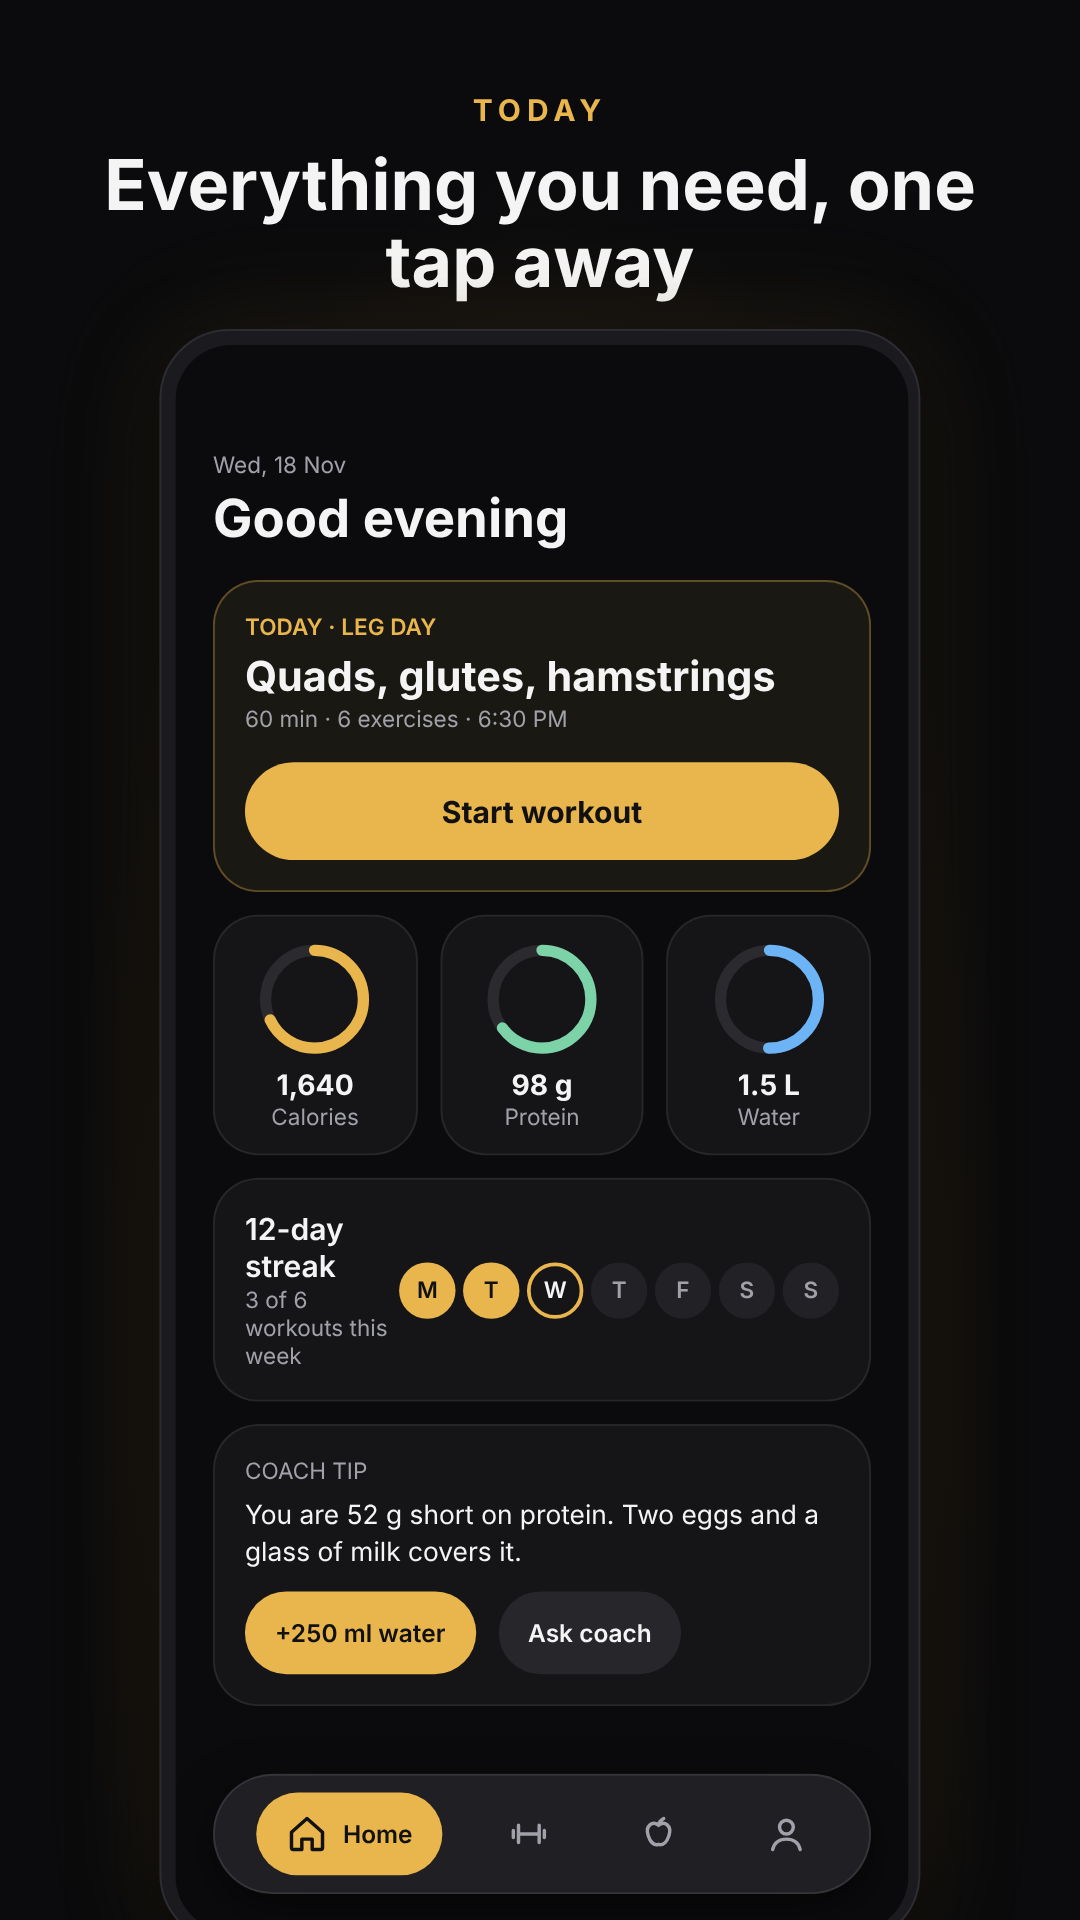 TODAY
Everything you need, one
tap away
Wed, 18 Nov
Good evening
TODAY · LEG DAY
Quads, glutes, hamstrings
60 min · 6 exercises · 6:30 PM
Start workout
1,640
Calories
98 g
Protein
1.5 L
Water
12-day
streak
3 of 6
workouts this
week
M T W T F S S
COACH TIP
You are 52 g short on protein. Two eggs and a
glass of milk covers it.
+250 ml water
Ask coach
Home